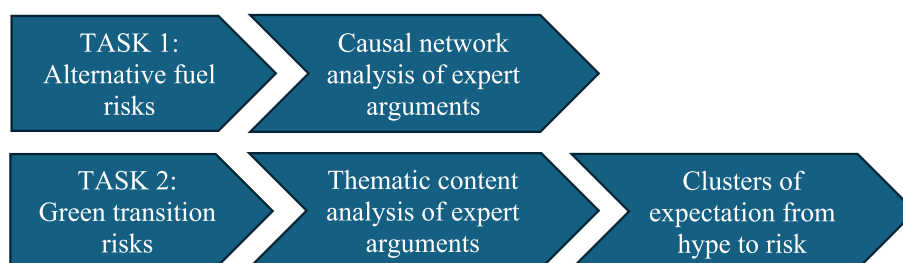 TASK 1:
Alternative fuel
risks
Causal network
analysis of expert
arguments
TASK 2:
Green transition
risks
Thematic content
analysis of expert
arguments
Clusters of
expectation from
hype to risk